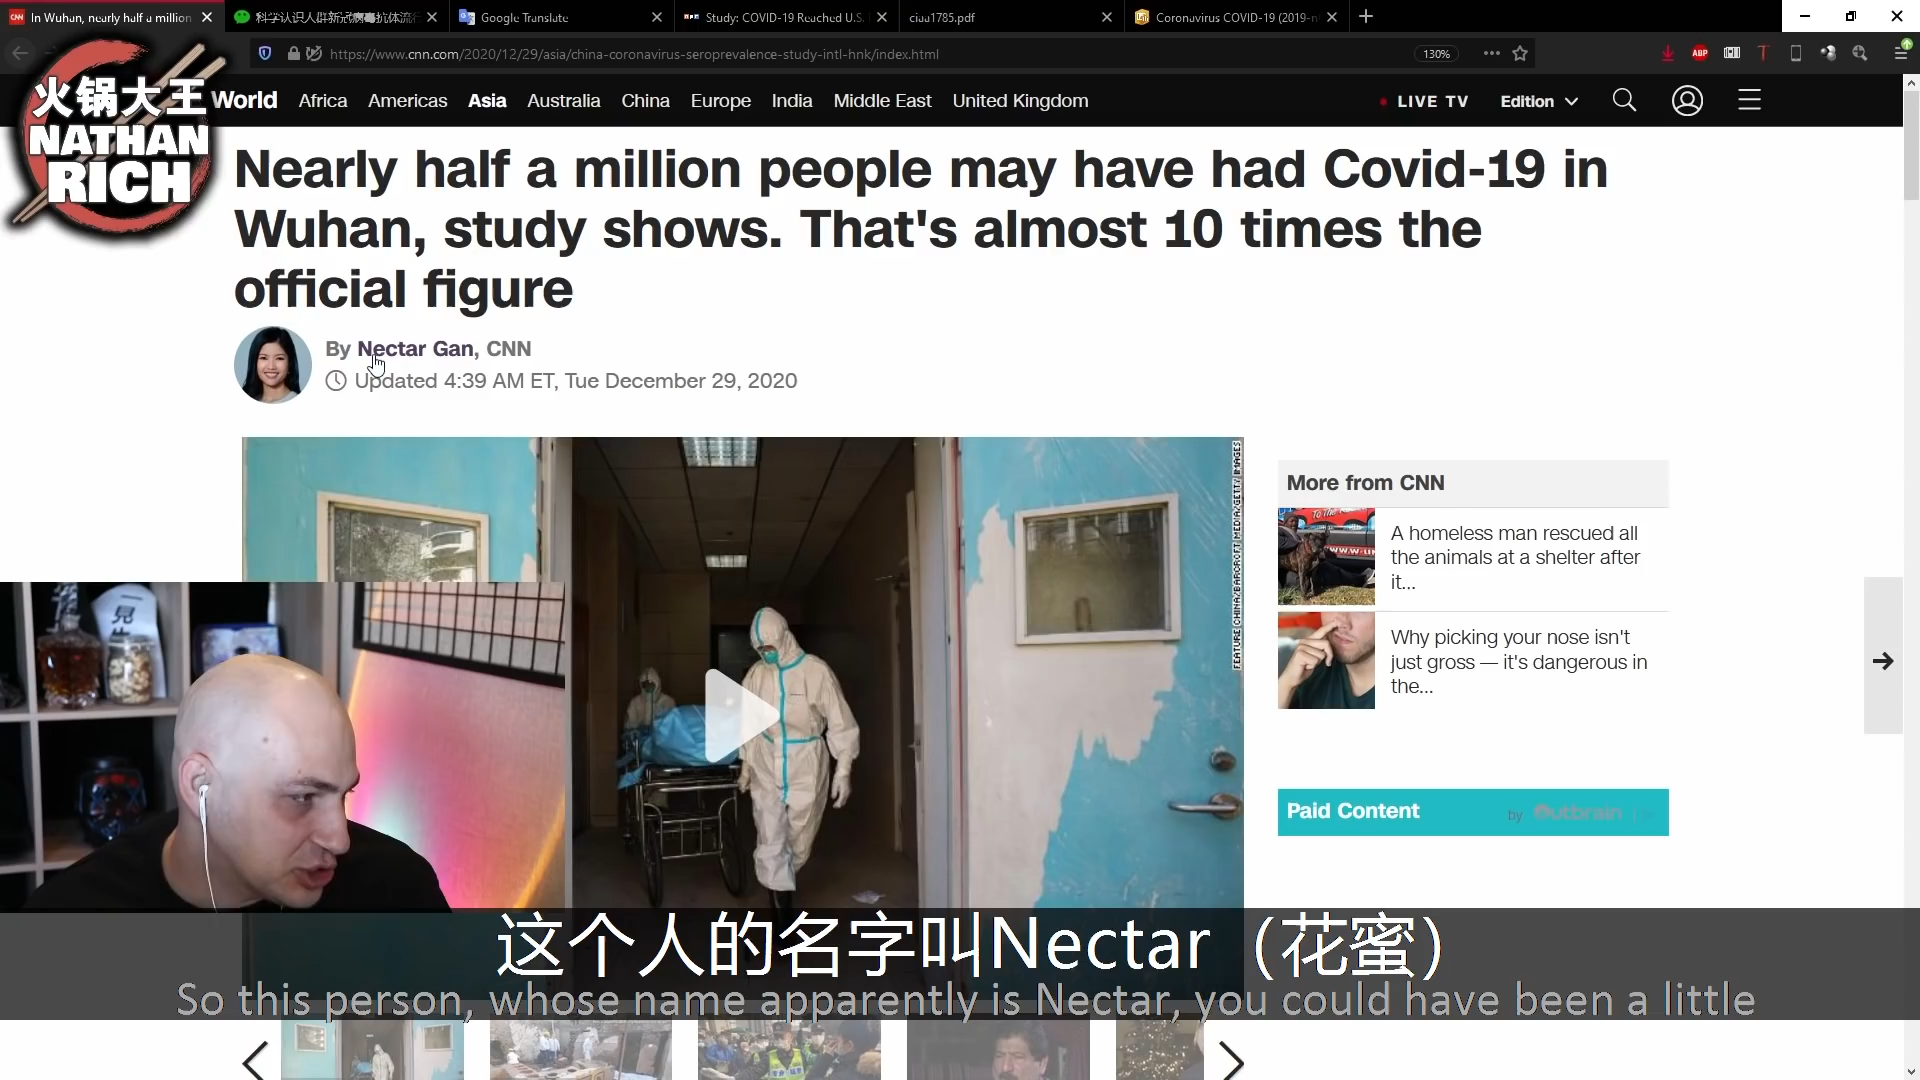 In Wuhan, nearly half a million
科学认识人群新冠病毒抗体流行
Google Translate
Study: COVID-19 Reached U.S.
ciaa1785.pdf
Coronavirus COVID-19 (2019-n
https://www.cnn.com/2020/12/29/asia/china-coronavirus-seroprevalence-study-intl-hnk/index.html
130%
火锅大王
NATHAN
RICH
World Africa Americas Asia Australia China Europe India Middle East United Kingdom
LIVE TV Edition
Nearly half a million people may have had Covid-19 in
Wuhan, study shows. That's almost 10 times the
official figure
By Nectar Gan, CNN
Updated 4:39 AM ET, Tue December 29, 2020
FEATURE CHINA/BARCROFT MEDIA/GETTY IMAGES
More from CNN
A homeless man rescued all
the animals at a shelter after
it...
Why picking your nose isn't
just gross — it's dangerous in
the...
Paid Content
by Outbrain
这个人的名字叫Nectar（花蜜）
So this person, whose name apparently is Nectar, you could have been a little